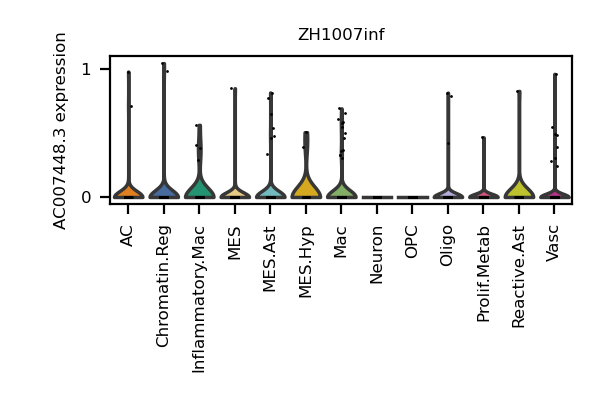 ZH1007inf
AC007448.3 expression
1
0
AC
Chromatin.Reg
Inflammatory.Mac
MES
MES.Ast
MES.Hyp
Mac
Neuron
OPC
Oligo
Prolif.Metab
Reactive.Ast
Vasc